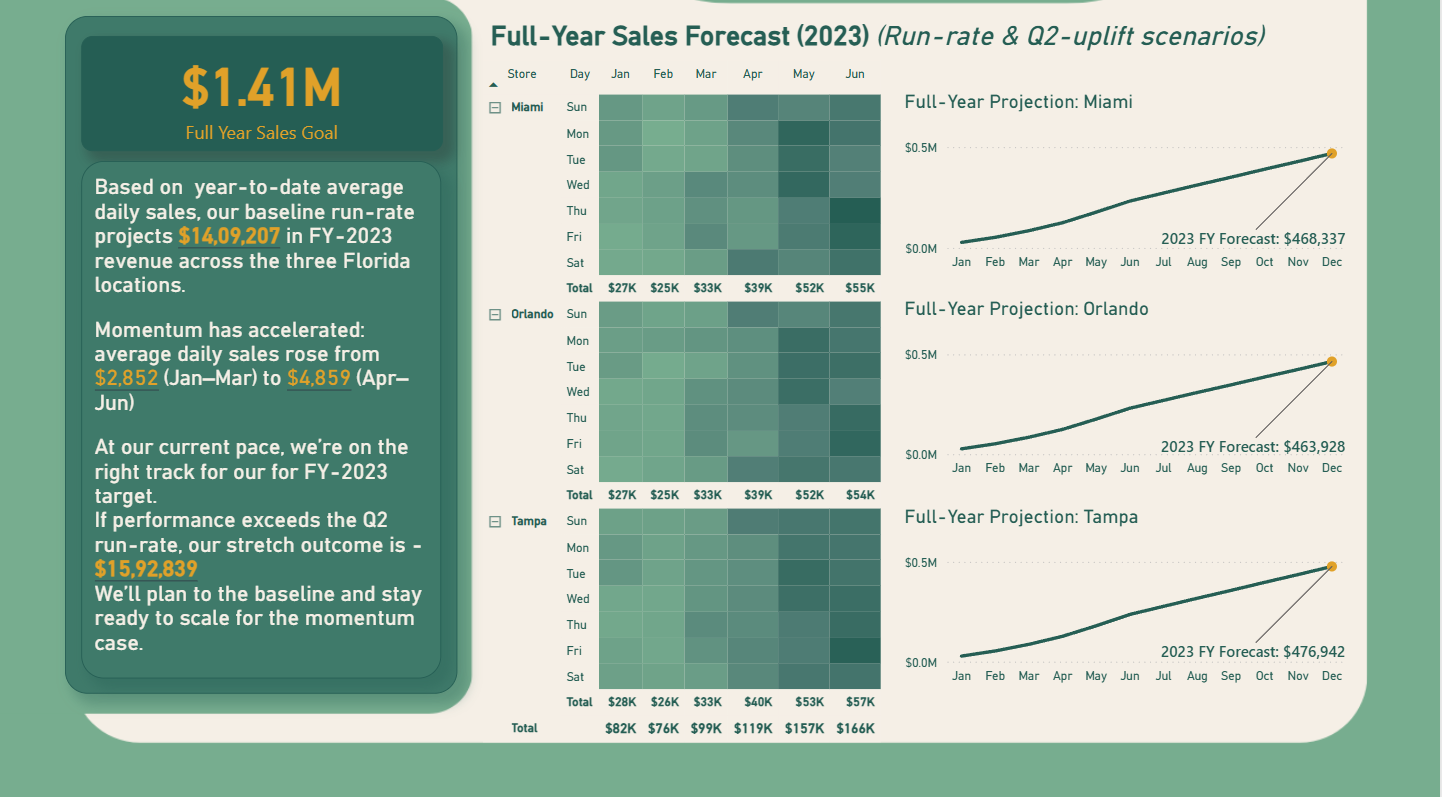 $1.41M
Full Year Sales Goal
Based on year-to-date average
daily sales, our baseline run-rate
projects $14,09,207 in FY-2023
revenue across the three Florida
locations.
Momentum has accelerated:
average daily sales rose from
$2,852 (Jan–Mar) to $4,859 (Apr–
Jun)
At our current pace, we're on the
right track for our for FY-2023
target.
If performance exceeds the Q2
run-rate, our stretch outcome is -
$15,92,839
We'll plan to the baseline and stay
ready to scale for the momentum
case.
Full-Year Sales Forecast (2023) (Run-rate & Q2-uplift scenarios)
Store Day Jan Feb Mar Apr May Jun
Miami Sun
Mon
Tue
Wed
Thu
Fri
Sat
Total $27K $25K $33K $39K $52K $55K
Orlando Sun
Mon
Tue
Wed
Thu
Fri
Sat
Total $27K $25K $33K $39K $52K $54K
Tampa Sun
Mon
Tue
Wed
Thu
Fri
Sat
Total $28K $26K $33K $40K $53K $57K
Total $82K $76K $99K $119K $157K $166K
Full-Year Projection: Miami
$0.5M
2023 FY Forecast: $468,337
$0.0M
Jan Feb Mar Apr May Jun Jul Aug Sep Oct Nov Dec
Full-Year Projection: Orlando
$0.5M
2023 FY Forecast: $463,928
$0.0M
Jan Feb Mar Apr May Jun Jul Aug Sep Oct Nov Dec
Full-Year Projection: Tampa
$0.5M
2023 FY Forecast: $476,942
$0.0M
Jan Feb Mar Apr May Jun Jul Aug Sep Oct Nov Dec